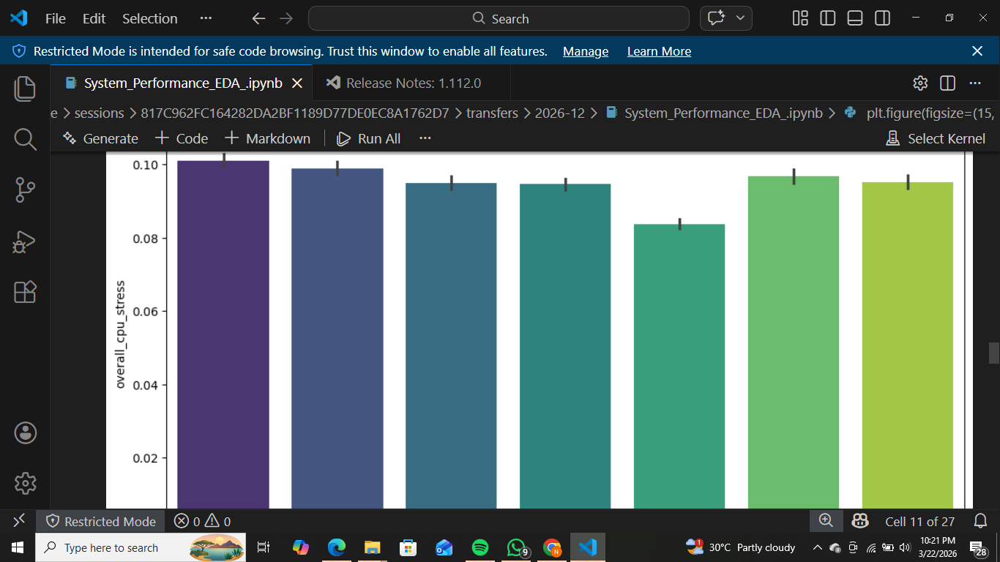 File Edit Selection ··· Search
Restricted Mode is intended for safe code browsing. Trust this window to enable all features. Manage Learn More
System_Performance_EDA_.ipynb Release Notes: 1.112.0
e > sessions > 817C962FC164282DA2BF1189D77DE0EC8A1762D7 > transfers > 2026-12 > System_Performance_EDA_.ipynb > plt.figure(figsize=(15,
Generate + Code + Markdown Run All ··· Select Kernel
0.10
0.08
0.06
0.04
0.02
overall_cpu_stress
Restricted Mode 0 0 Cell 11 of 27
Type here to search 9 N 1 30°C Partly cloudy 10:21 PM
3/22/2026 28